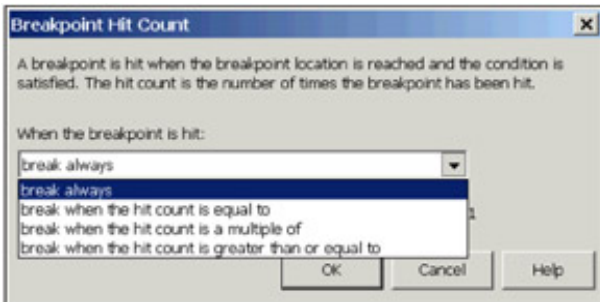 Breakpoint Hit Count
A breakpoint is hit when the breakpoint location is reached and the condition is
satisfied. The hit count is the number of times the breakpoint has been hit.
When the breakpoint is hit:
break always
break always
break when the hit count is equal to
break when the hit count is a multiple of
break when the hit count is greater than or equal to
OK
Cancel
Help